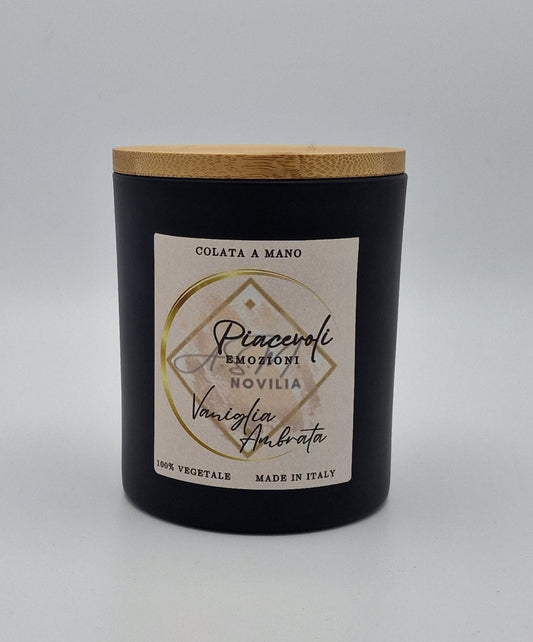 COLATA A MANO
Piacevoli
EMOZIONI
NOVILIA
Vaniglia
Ambrata
100% VEGETALE MADE IN ITALY